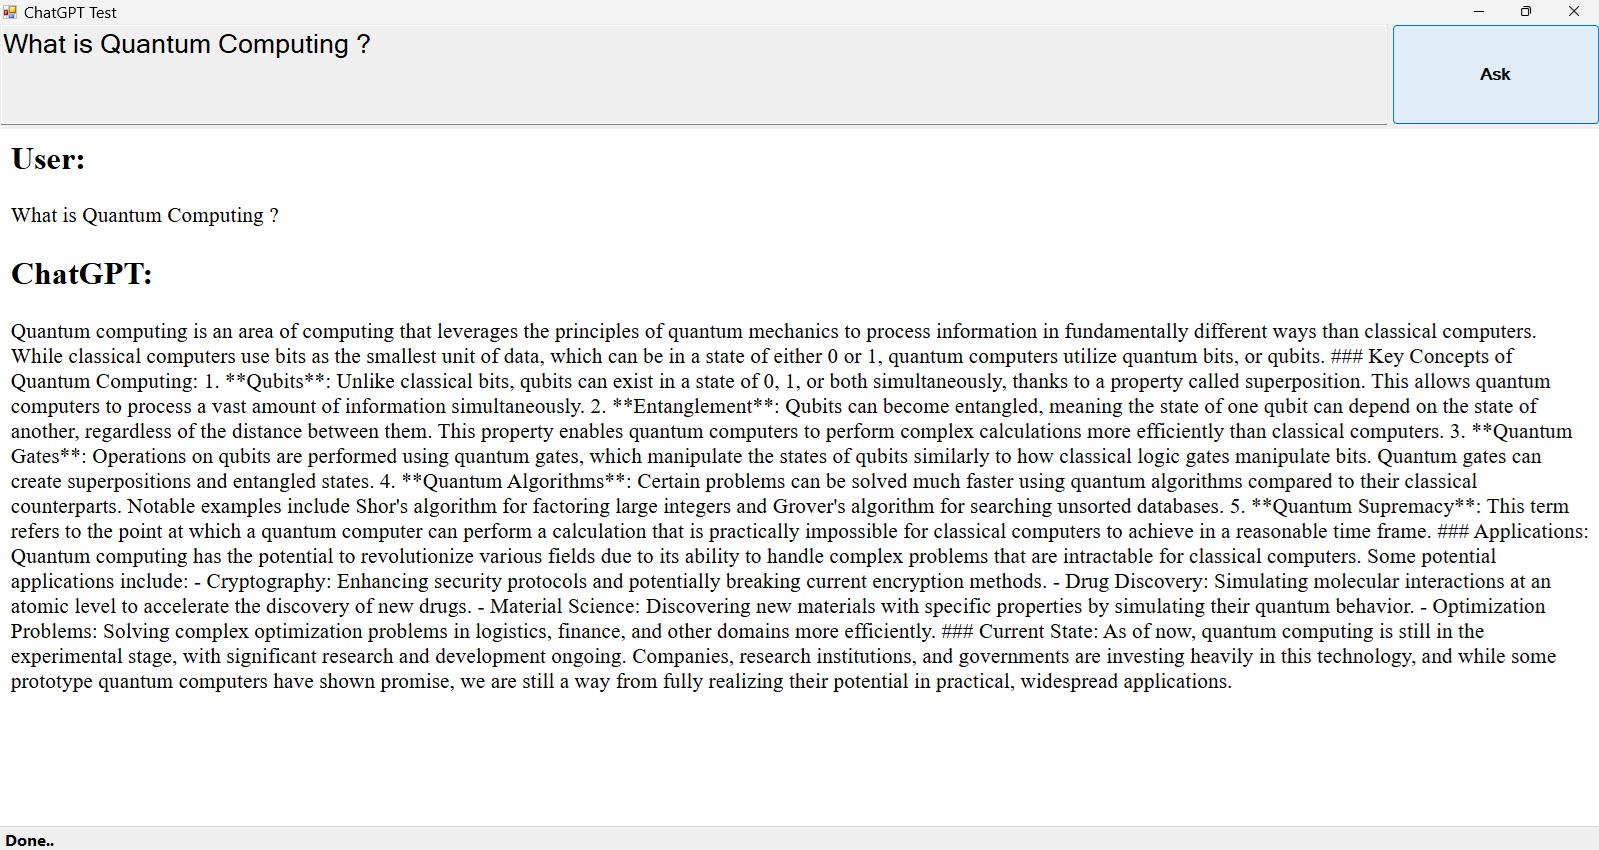 ChatGPT Test
What is Quantum Computing ?
Ask
User:
What is Quantum Computing ?
ChatGPT:
Quantum computing is an area of computing that leverages the principles of quantum mechanics to process information in fundamentally different ways than classical computers.
While classical computers use bits as the smallest unit of data, which can be in a state of either 0 or 1, quantum computers utilize quantum bits, or qubits. ### Key Concepts of
Quantum Computing: 1. **Qubits**: Unlike classical bits, qubits can exist in a state of 0, 1, or both simultaneously, thanks to a property called superposition. This allows quantum
computers to process a vast amount of information simultaneously. 2. **Entanglement**: Qubits can become entangled, meaning the state of one qubit can depend on the state of
another, regardless of the distance between them. This property enables quantum computers to perform complex calculations more efficiently than classical computers. 3. **Quantum
Gates**: Operations on qubits are performed using quantum gates, which manipulate the states of qubits similarly to how classical logic gates manipulate bits. Quantum gates can
create superpositions and entangled states. 4. **Quantum Algorithms**: Certain problems can be solved much faster using quantum algorithms compared to their classical
counterparts. Notable examples include Shor's algorithm for factoring large integers and Grover's algorithm for searching unsorted databases. 5. **Quantum Supremacy**: This term
refers to the point at which a quantum computer can perform a calculation that is practically impossible for classical computers to achieve in a reasonable time frame. ### Applications:
Quantum computing has the potential to revolutionize various fields due to its ability to handle complex problems that are intractable for classical computers. Some potential
applications include: - Cryptography: Enhancing security protocols and potentially breaking current encryption methods. - Drug Discovery: Simulating molecular interactions at an
atomic level to accelerate the discovery of new drugs. - Material Science: Discovering new materials with specific properties by simulating their quantum behavior. - Optimization
Problems: Solving complex optimization problems in logistics, finance, and other domains more efficiently. ### Current State: As of now, quantum computing is still in the
experimental stage, with significant research and development ongoing. Companies, research institutions, and governments are investing heavily in this technology, and while some
prototype quantum computers have shown promise, we are still a way from fully realizing their potential in practical, widespread applications.
Done..